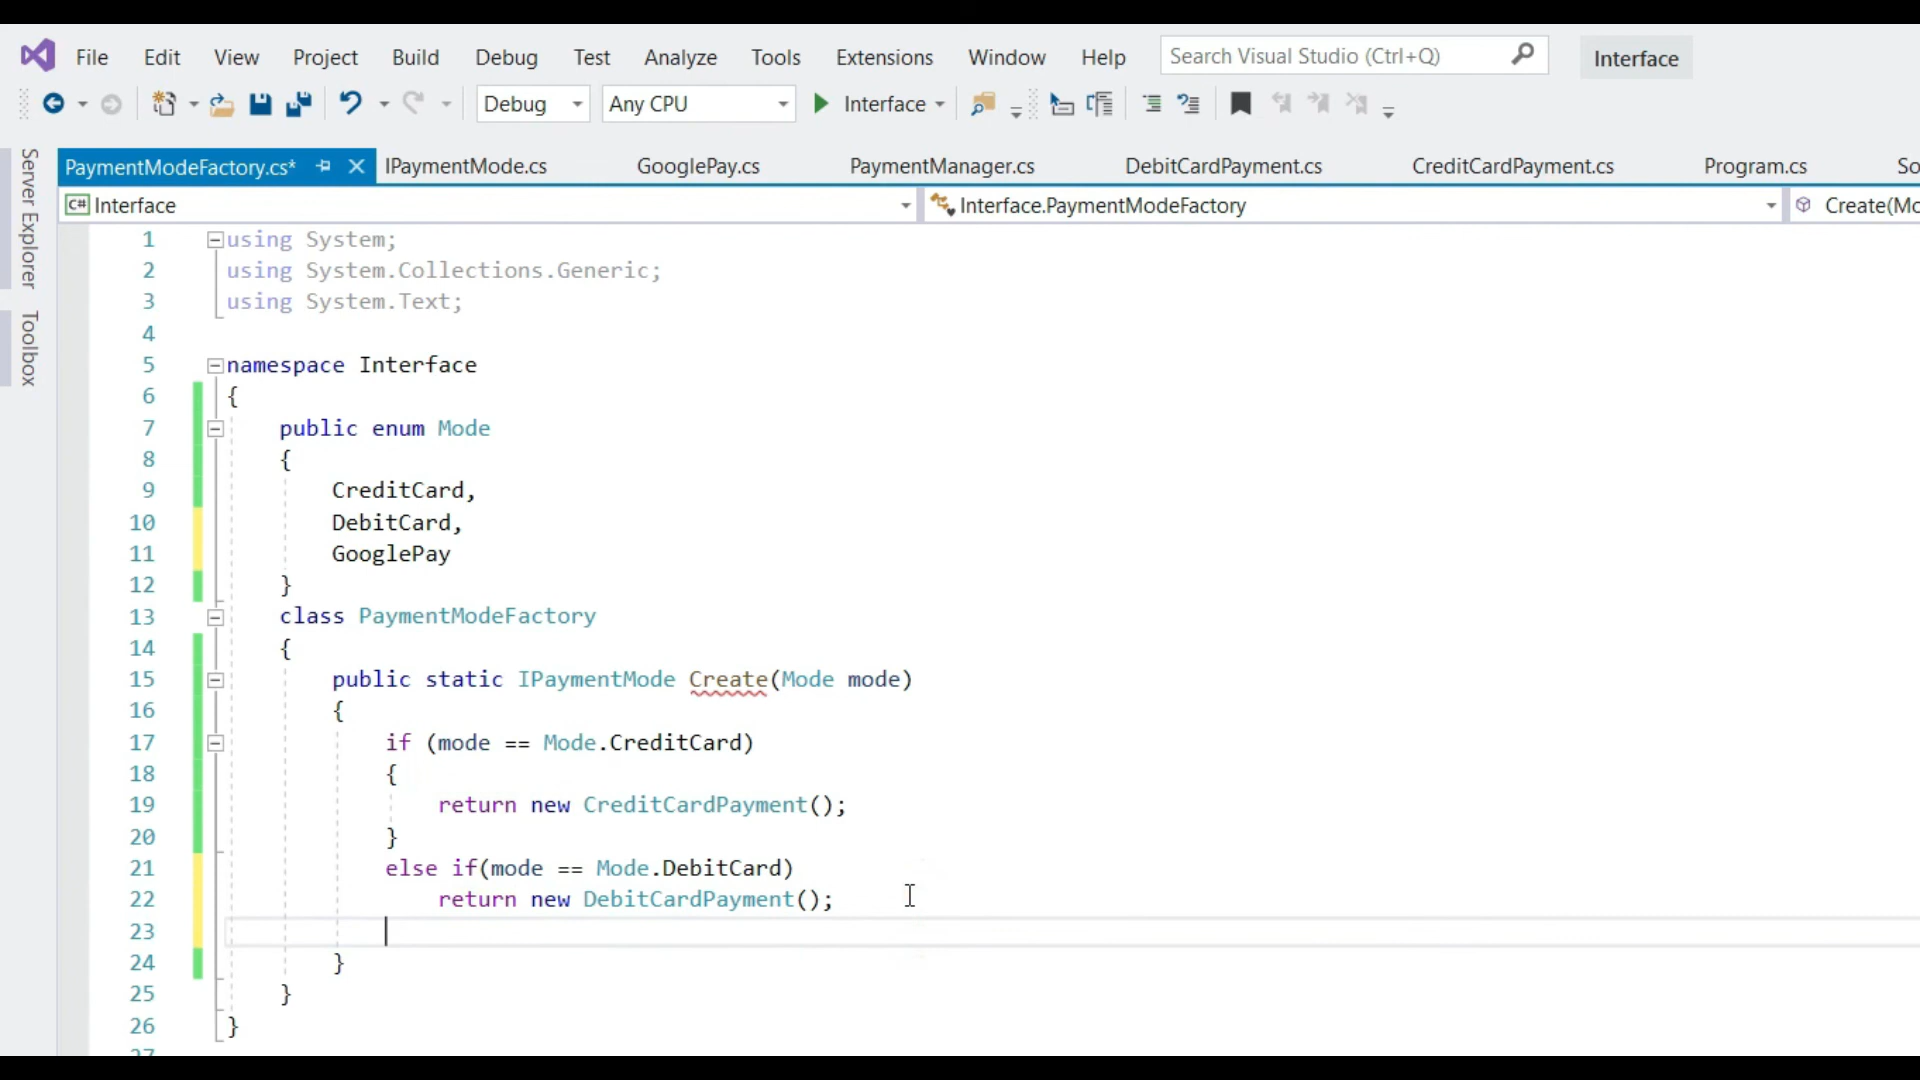 File Edit View Project Build Debug Test Analyze Tools Extensions Window Help Search Visual Studio (Ctrl+Q) Interface
Debug Any CPU Interface
Server Explorer
Toolbox
PaymentModeFactory.cs* IPaymentMode.cs GooglePay.cs PaymentManager.cs DebitCardPayment.cs CreditCardPayment.cs Program.cs So
C# Interface Interface.PaymentModeFactory Create(Mo
1 using System;
2 using System.Collections.Generic;
3 using System.Text;
4
5 namespace Interface
6 {
7 public enum Mode
8 {
9 CreditCard,
10 DebitCard,
11 GooglePay
12 }
13 class PaymentModeFactory
14 {
15 public static IPaymentMode Create(Mode mode)
16 {
17 if (mode == Mode.CreditCard)
18 {
19 return new CreditCardPayment();
20 }
21 else if(mode == Mode.DebitCard)
22 return new DebitCardPayment();
23
24 }
25 }
26 }
27